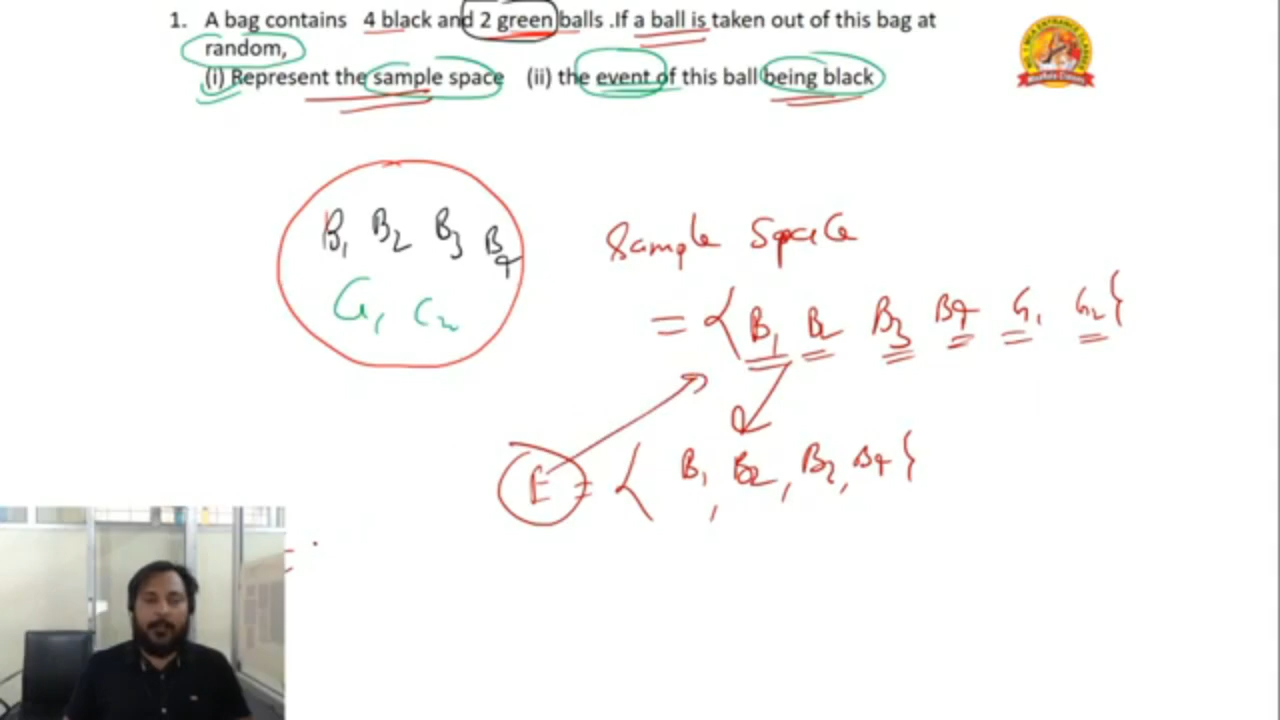 1. A bag contains 4 black and 2 green balls .If a ball is taken out of this bag at
random,
(i) Represent the sample space (ii) the event of this ball being black
B1 B2 B3 B4
G1 G2
Sample Space
= { B1 B2 B3 B4 G1 G2 }
E = { B1, B2, B3, B4 }